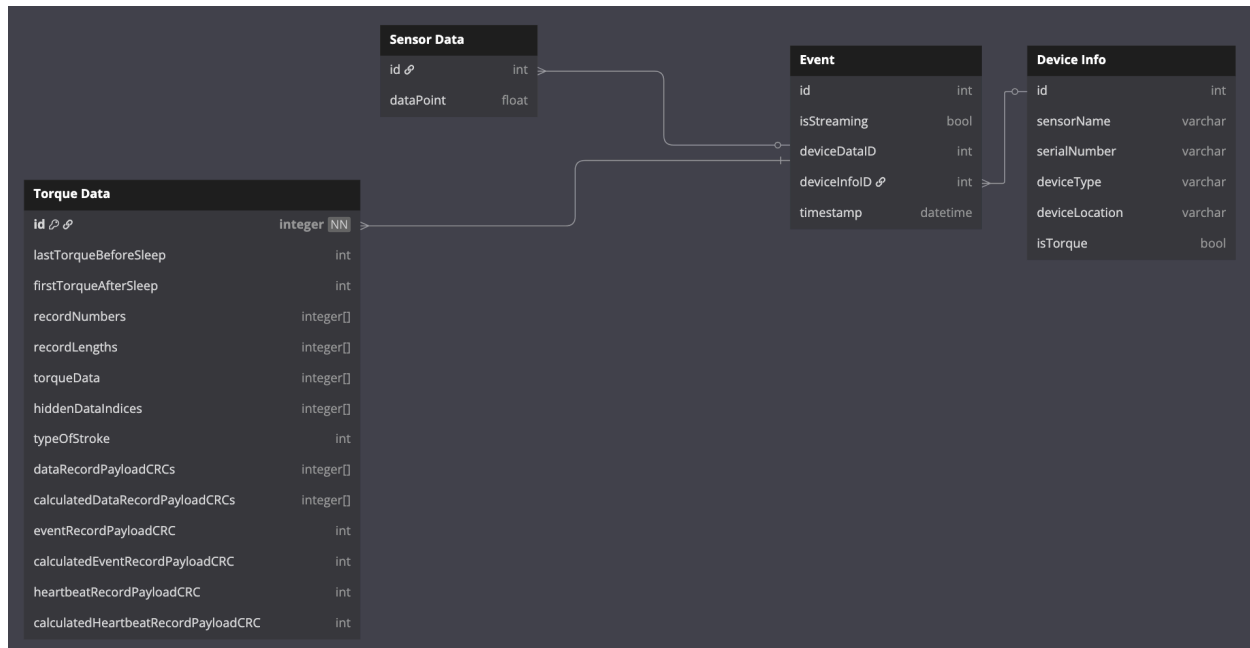 Sensor Data
id int
dataPoint float
Event
id int
isStreaming bool
deviceDataID int
deviceInfoID int
timestamp datetime
Device Info
id int
sensorName varchar
serialNumber varchar
deviceType varchar
deviceLocation varchar
isTorque bool
Torque Data
id integer NN
lastTorqueBeforeSleep int
firstTorqueAfterSleep int
recordNumbers integer[]
recordLengths integer[]
torqueData integer[]
hiddenDataIndices integer[]
typeOfStroke int
dataRecordPayloadCRCs integer[]
calculatedDataRecordPayloadCRCs integer[]
eventRecordPayloadCRC int
calculatedEventRecordPayloadCRC int
heartbeatRecordPayloadCRC int
calculatedHeartbeatRecordPayloadCRC int